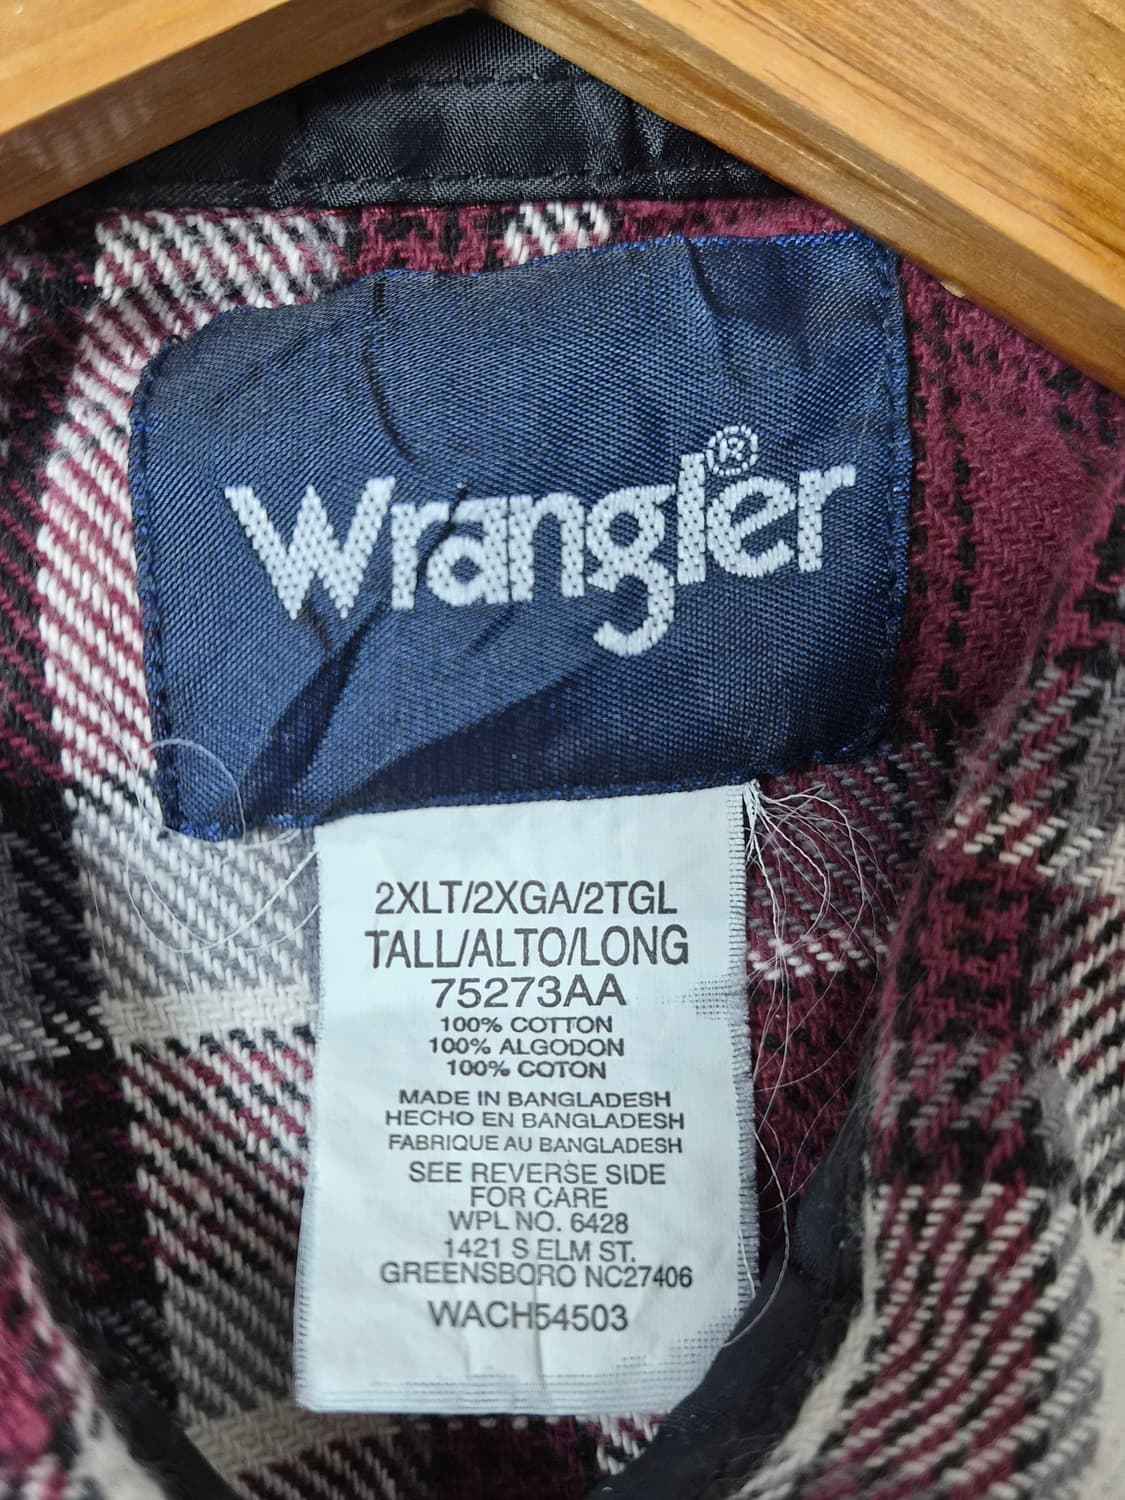 Wrangler®
2XLT/2XGA/2TGL
TALL/ALTO/LONG
75273AA
100% COTTON
100% ALGODON
100% COTON
MADE IN BANGLADESH
HECHO EN BANGLADESH
FABRIQUE AU BANGLADESH
SEE REVERSE SIDE
FOR CARE
WPL NO. 6428
1421 S ELM ST.
GREENSBORO NC27406
WACH54503